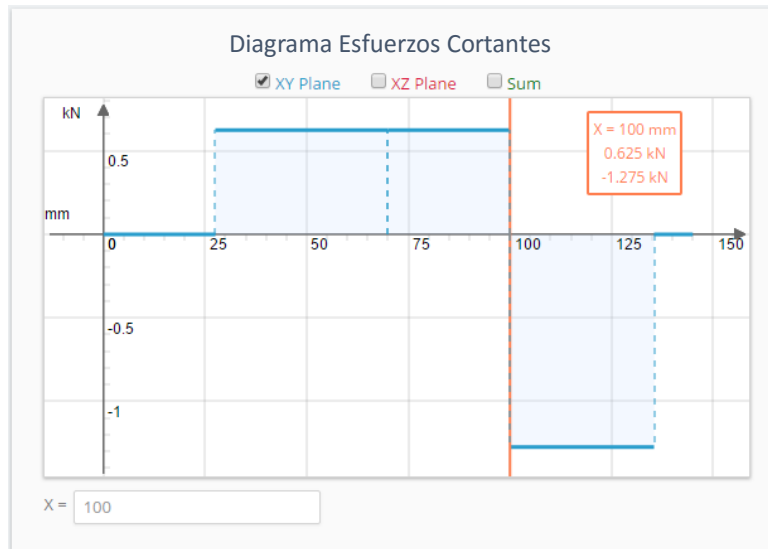 Diagrama Esfuerzos Cortantes
XY Plane XZ Plane Sum
kN
X = 100 mm
0.625 kN
-1.275 kN
0.5
mm
0 25 50 75 100 125 150
-0.5
-1
X = 100